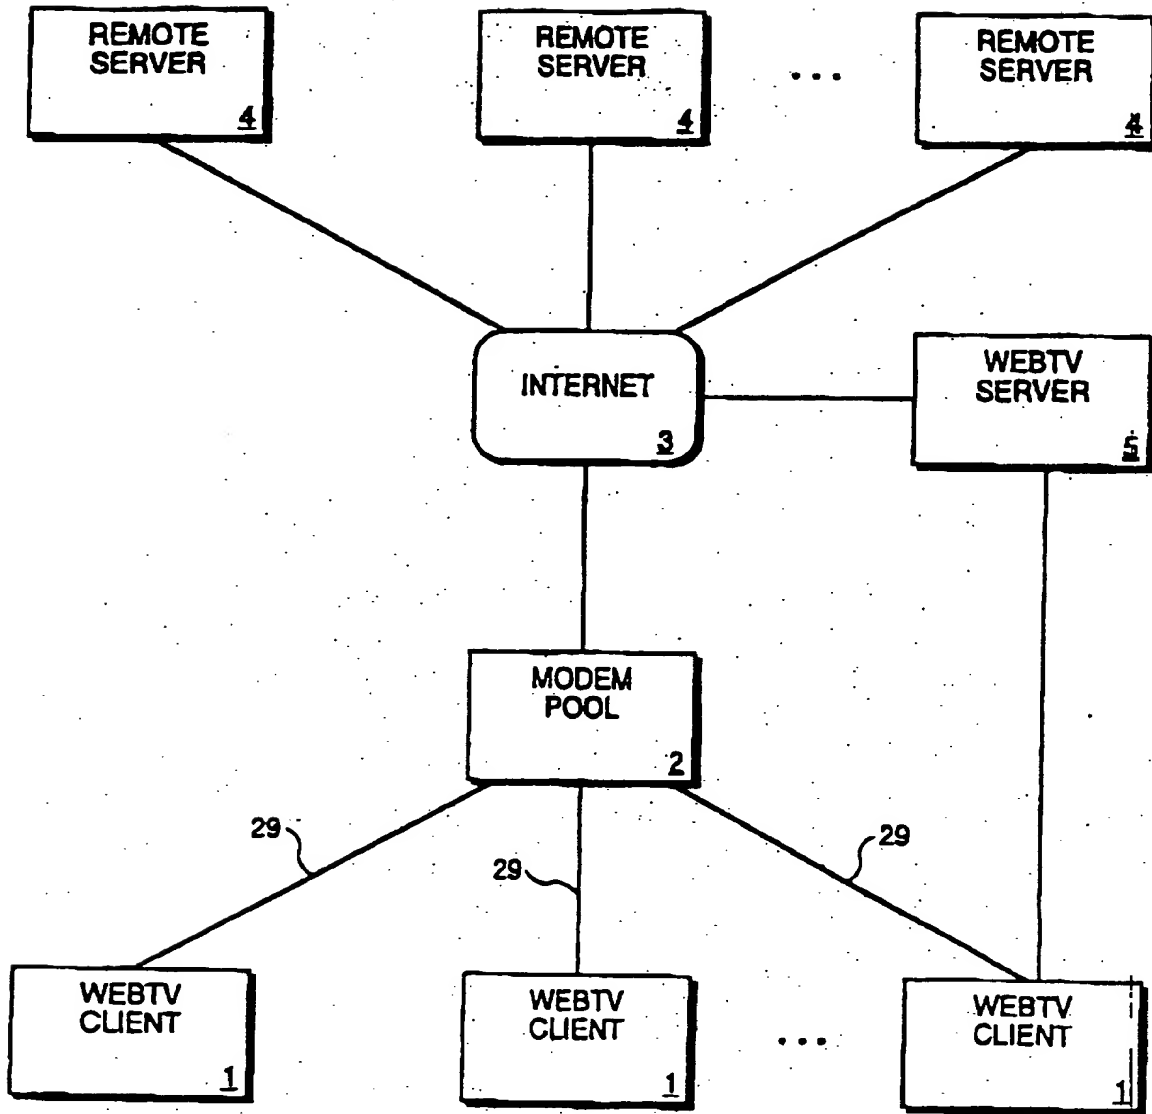 REMOTE
SERVER
4
REMOTE
SERVER
4
...
REMOTE
SERVER
4
INTERNET
3
WEBTV
SERVER
5
MODEM
POOL
2
29
29
29
WEBTV
CLIENT
1
WEBTV
CLIENT
1
...
WEBTV
CLIENT
1